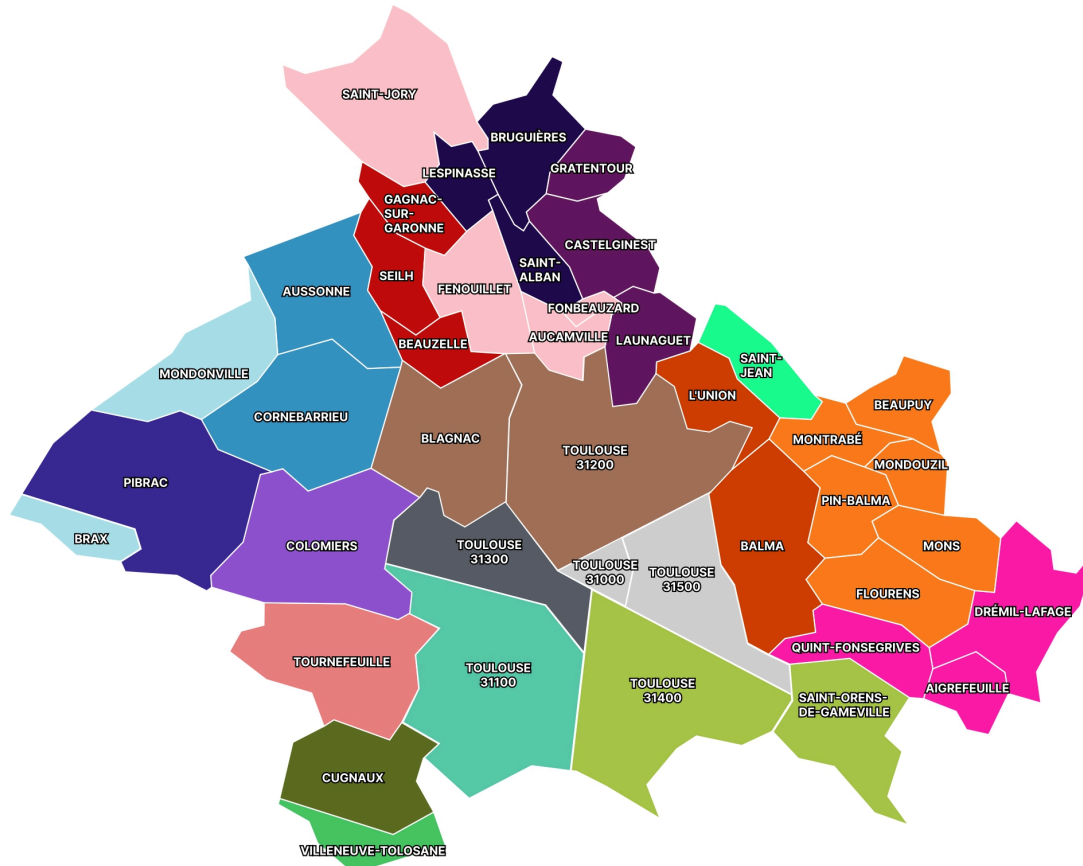 SAINT-JORY
BRUGUIÈRES
GRATENTOUR
LESPINASSE
GAGNAC-
SUR-
GARONNE
CASTELGINEST
SAINT-
ALBAN
SEILH
AUSSONNE
FENOUILLET
FONBEAUZARD
AUCAMVILLE
LAUNAGUET
BEAUZELLE
SAINT-
JEAN
MONDONVILLE
L'UNION
BEAUPUY
CORNEBARRIEU
BLAGNAC
MONTRABÉ
TOULOUSE
31200
MONDOUZIL
PIBRAC
PIN-BALMA
BRAX
COLOMIERS
TOULOUSE
31300
BALMA
MONS
TOULOUSE
31000
TOULOUSE
31500
FLOURENS
DRÉMIL-LAFAGE
QUINT-FONSEGRIVES
TOURNEFEUILLE
TOULOUSE
31100
TOULOUSE
31400
AIGREFEUILLE
SAINT-ORENS-
DE-GAMEVILLE
CUGNAUX
VILLENEUVE-TOLOSANE